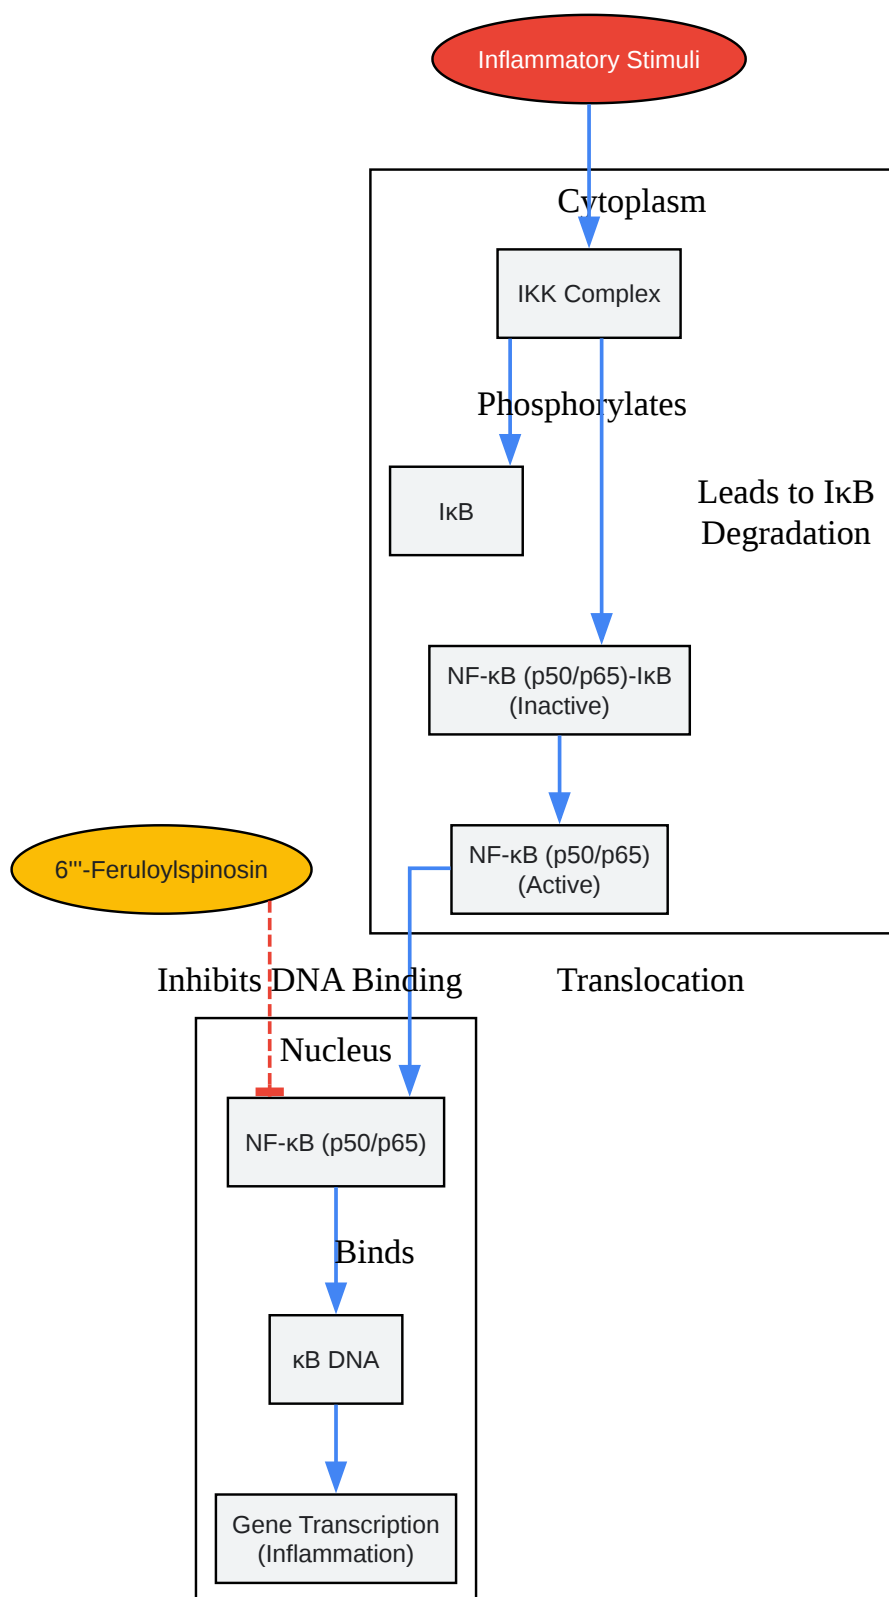 Inflammatory Stimuli
Cytoplasm
IKK Complex
Phosphorylates
IκB
Leads to IκB
Degradation
NF-κB (p50/p65)-IκB
(Inactive)
NF-κB (p50/p65)
(Active)
6'''-Feruloylspinosin
Inhibits DNA Binding
Translocation
Nucleus
NF-κB (p50/p65)
Binds
κB DNA
Gene Transcription
(Inflammation)